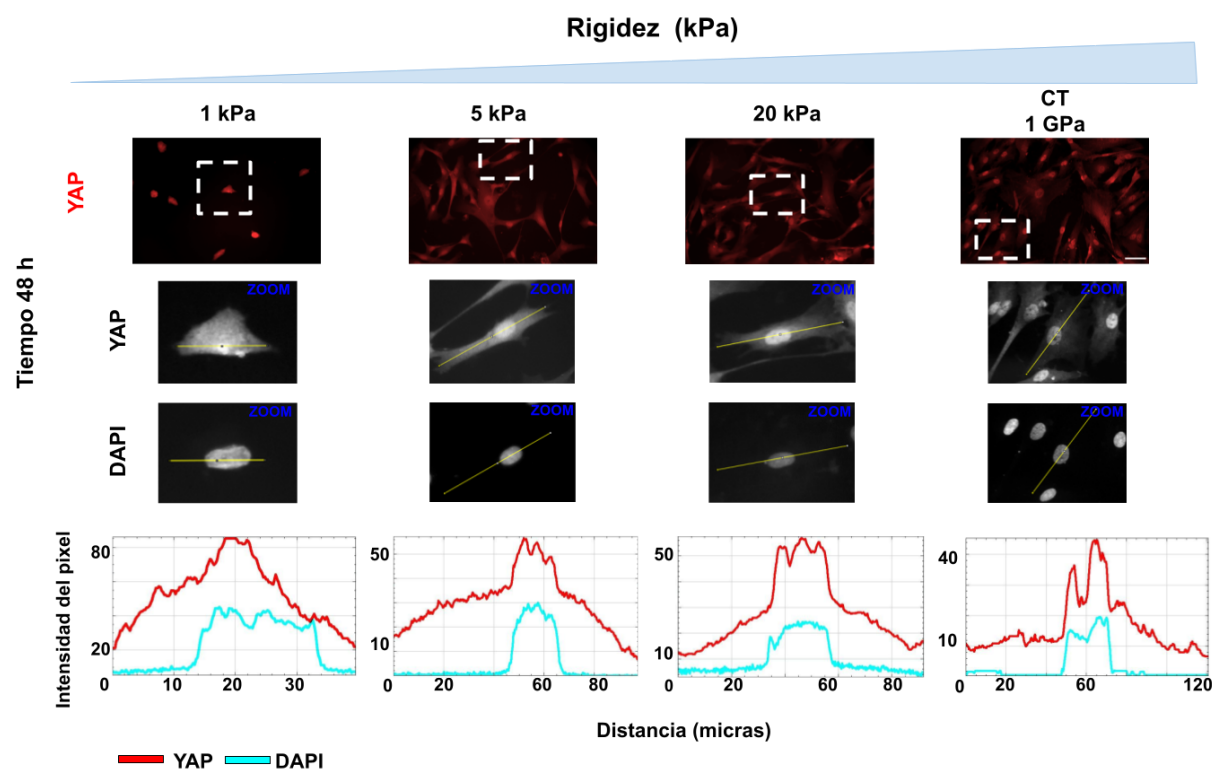 Rigidez (kPa)
1 kPa
5 kPa
20 kPa
CT
1 GPa
YAP
Tiempo 48 h
YAP
ZOOM
ZOOM
ZOOM
ZOOM
DAPI
ZOOM
ZOOM
ZOOM
ZOOM
Intensidad del pixel
80
20
0 10 20 30
50
10
0 20 60 80
50
10
20 60 80
40
10
0 20 60 120
Distancia (micras)
YAP DAPI